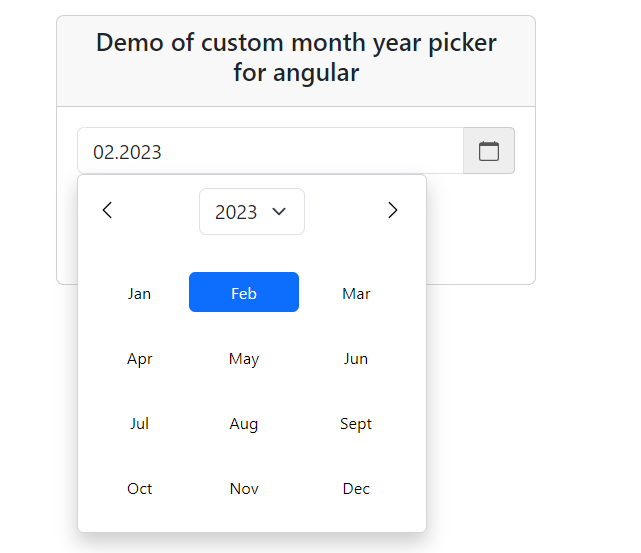 Demo of custom month year picker
for angular
02.2023
2023
Jan Feb Mar
Apr May Jun
Jul Aug Sept
Oct Nov Dec